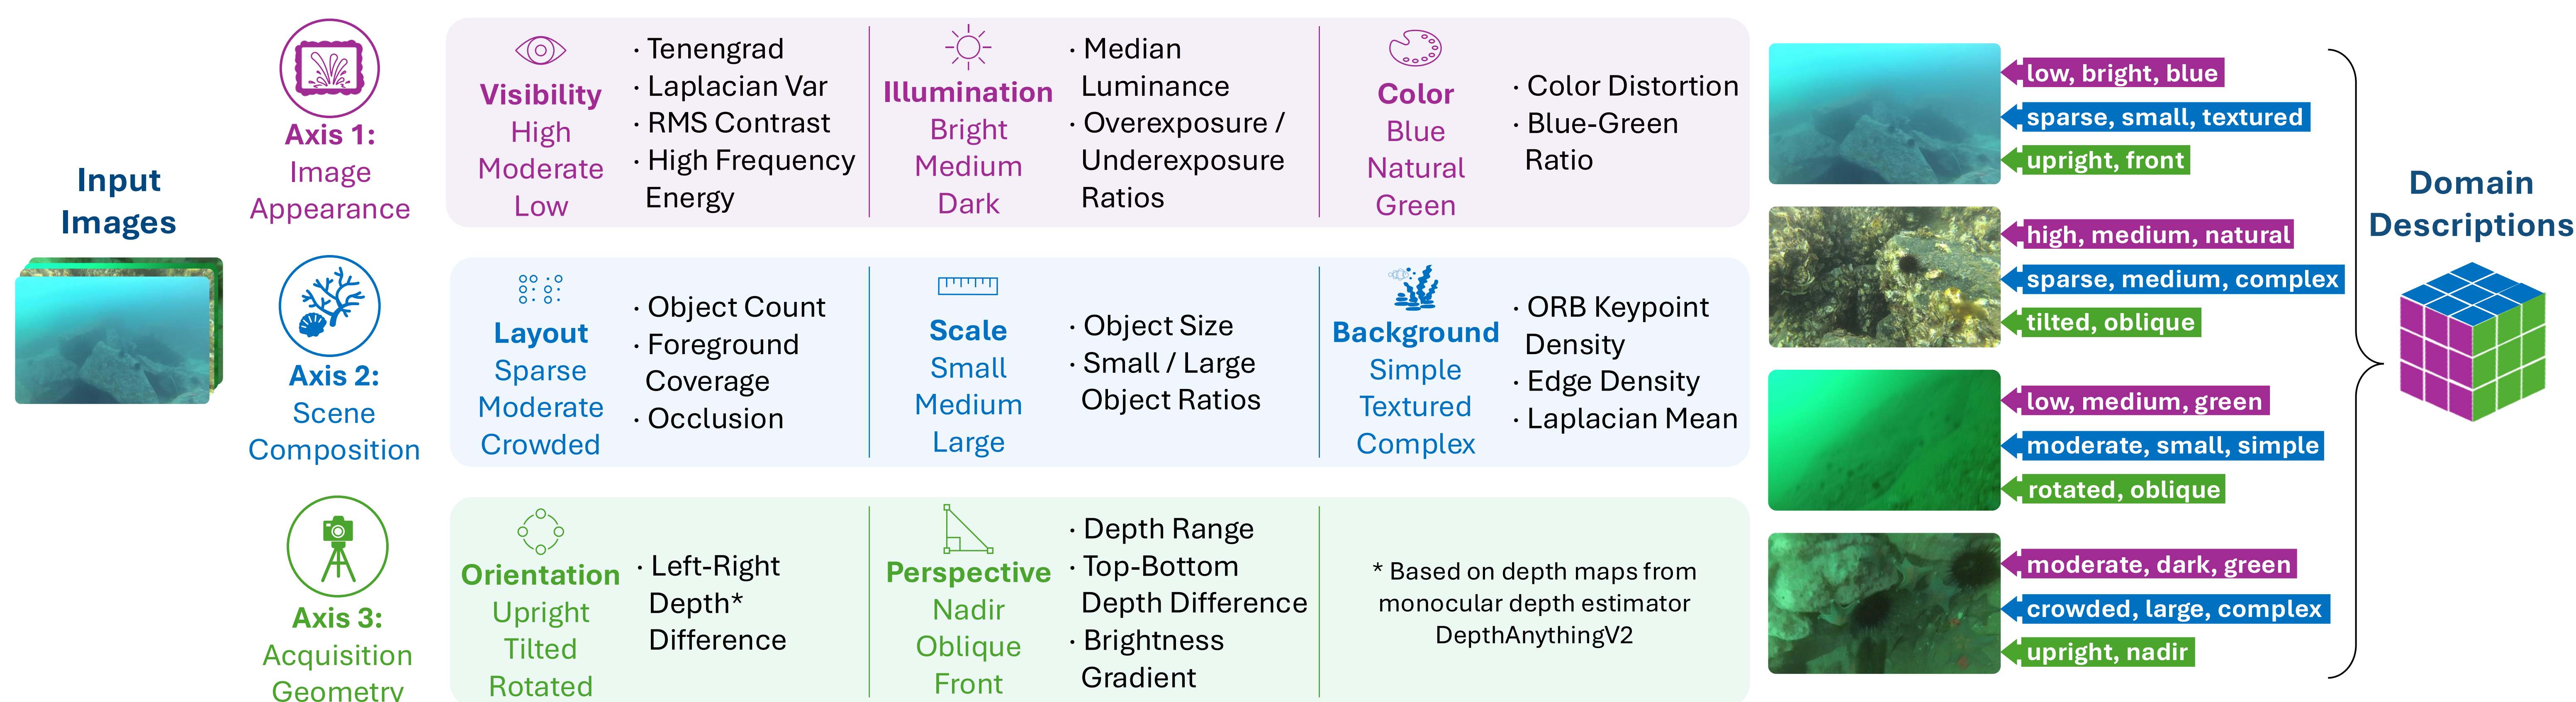 Input
Images
Axis 1:
Image
Appearance
Visibility
High
Moderate
Low
· Tenengrad
· Laplacian Var
· RMS Contrast
· High Frequency
Energy
Illumination
Bright
Medium
Dark
· Median
Luminance
· Overexposure /
Underexposure
Ratios
Color
Blue
Natural
Green
· Color Distortion
· Blue-Green
Ratio
Axis 2:
Scene
Composition
Layout
Sparse
Moderate
Crowded
· Object Count
· Foreground
Coverage
· Occlusion
Scale
Small
Medium
Large
· Object Size
· Small / Large
Object Ratios
Background
Simple
Textured
Complex
· ORB Keypoint
Density
· Edge Density
· Laplacian Mean
Axis 3:
Acquisition
Geometry
Orientation
Upright
Tilted
Rotated
· Left-Right
Depth*
Difference
Perspective
Nadir
Oblique
Front
· Depth Range
· Top-Bottom
Depth Difference
· Brightness
Gradient
* Based on depth maps from
monocular depth estimator
DepthAnythingV2
low, bright, blue
sparse, small, textured
upright, front
high, medium, natural
sparse, medium, complex
tilted, oblique
low, medium, green
moderate, small, simple
rotated, oblique
moderate, dark, green
crowded, large, complex
upright, nadir
Domain
Descriptions